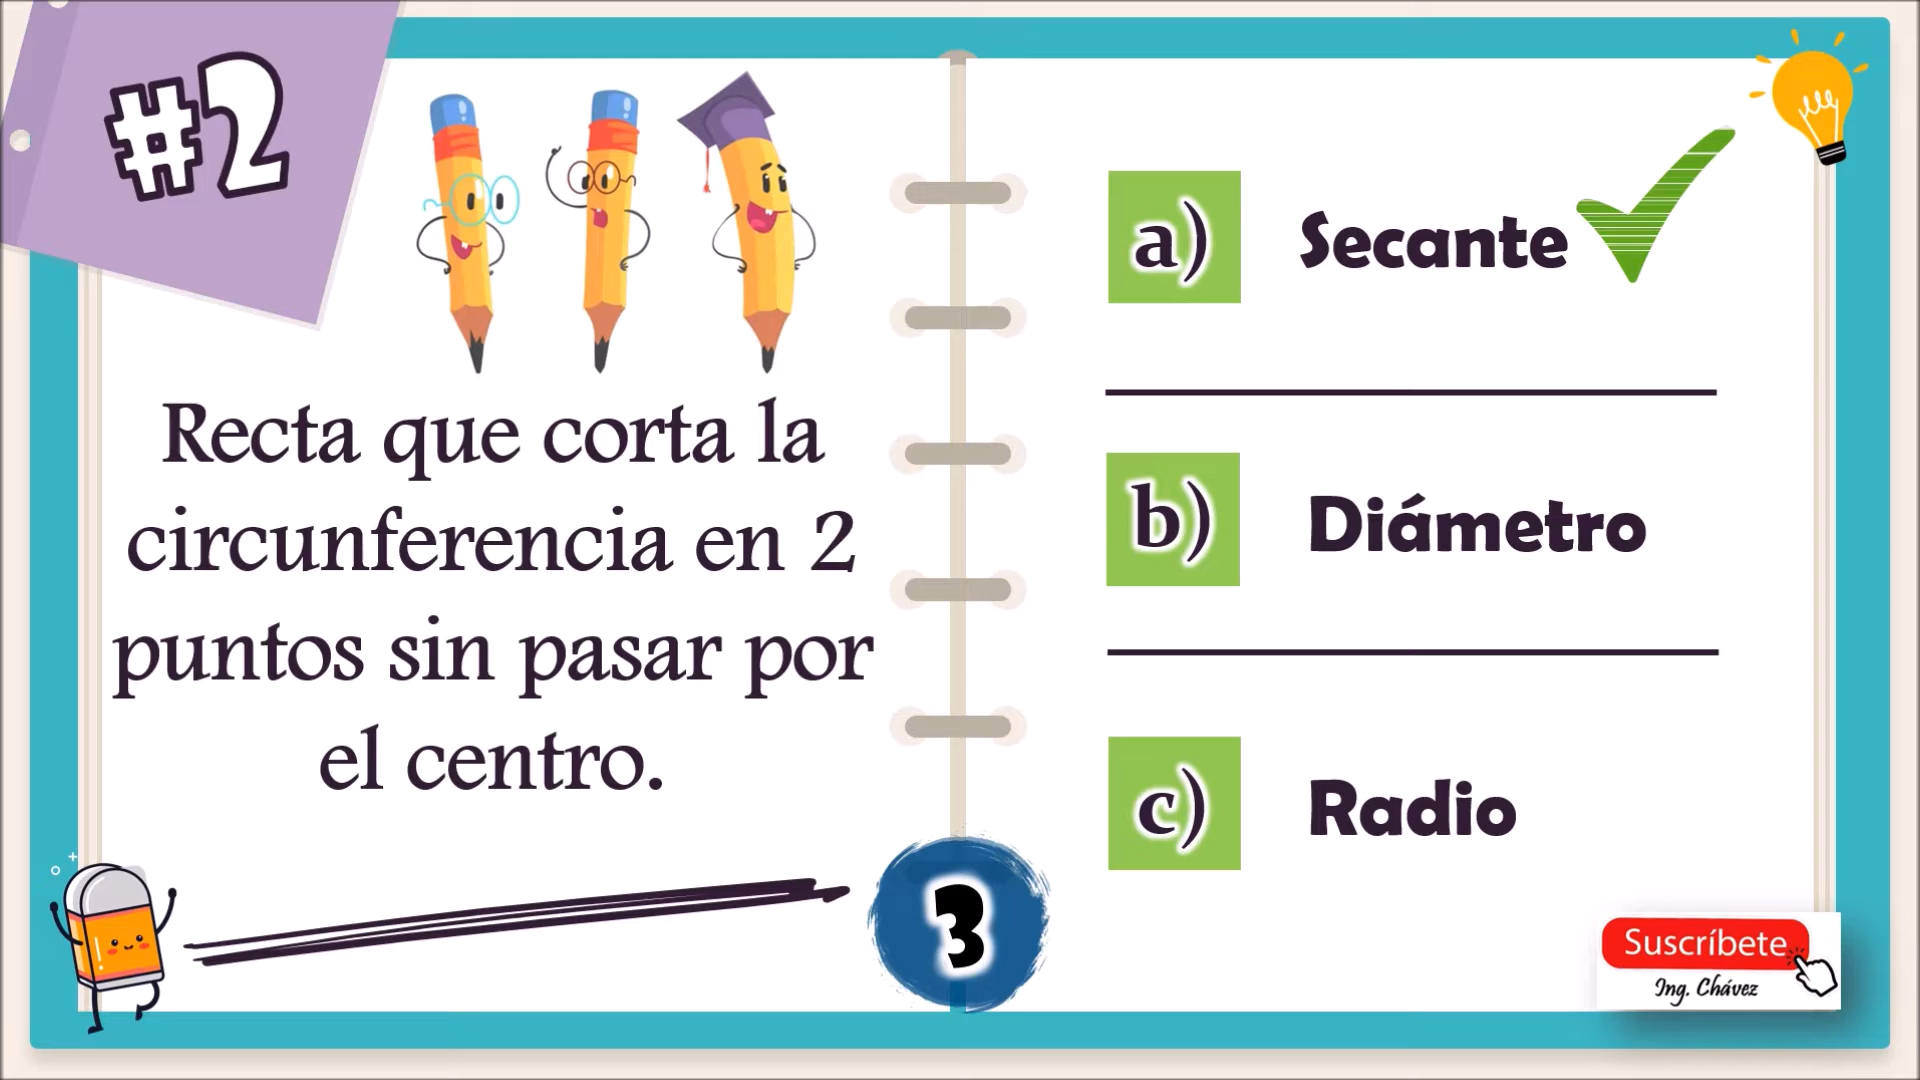 #2
Recta que corta la
circunferencia en 2
puntos sin pasar por
el centro.
a) Secante
b) Diámetro
c) Radio
3
Suscríbete
Ing. Chávez